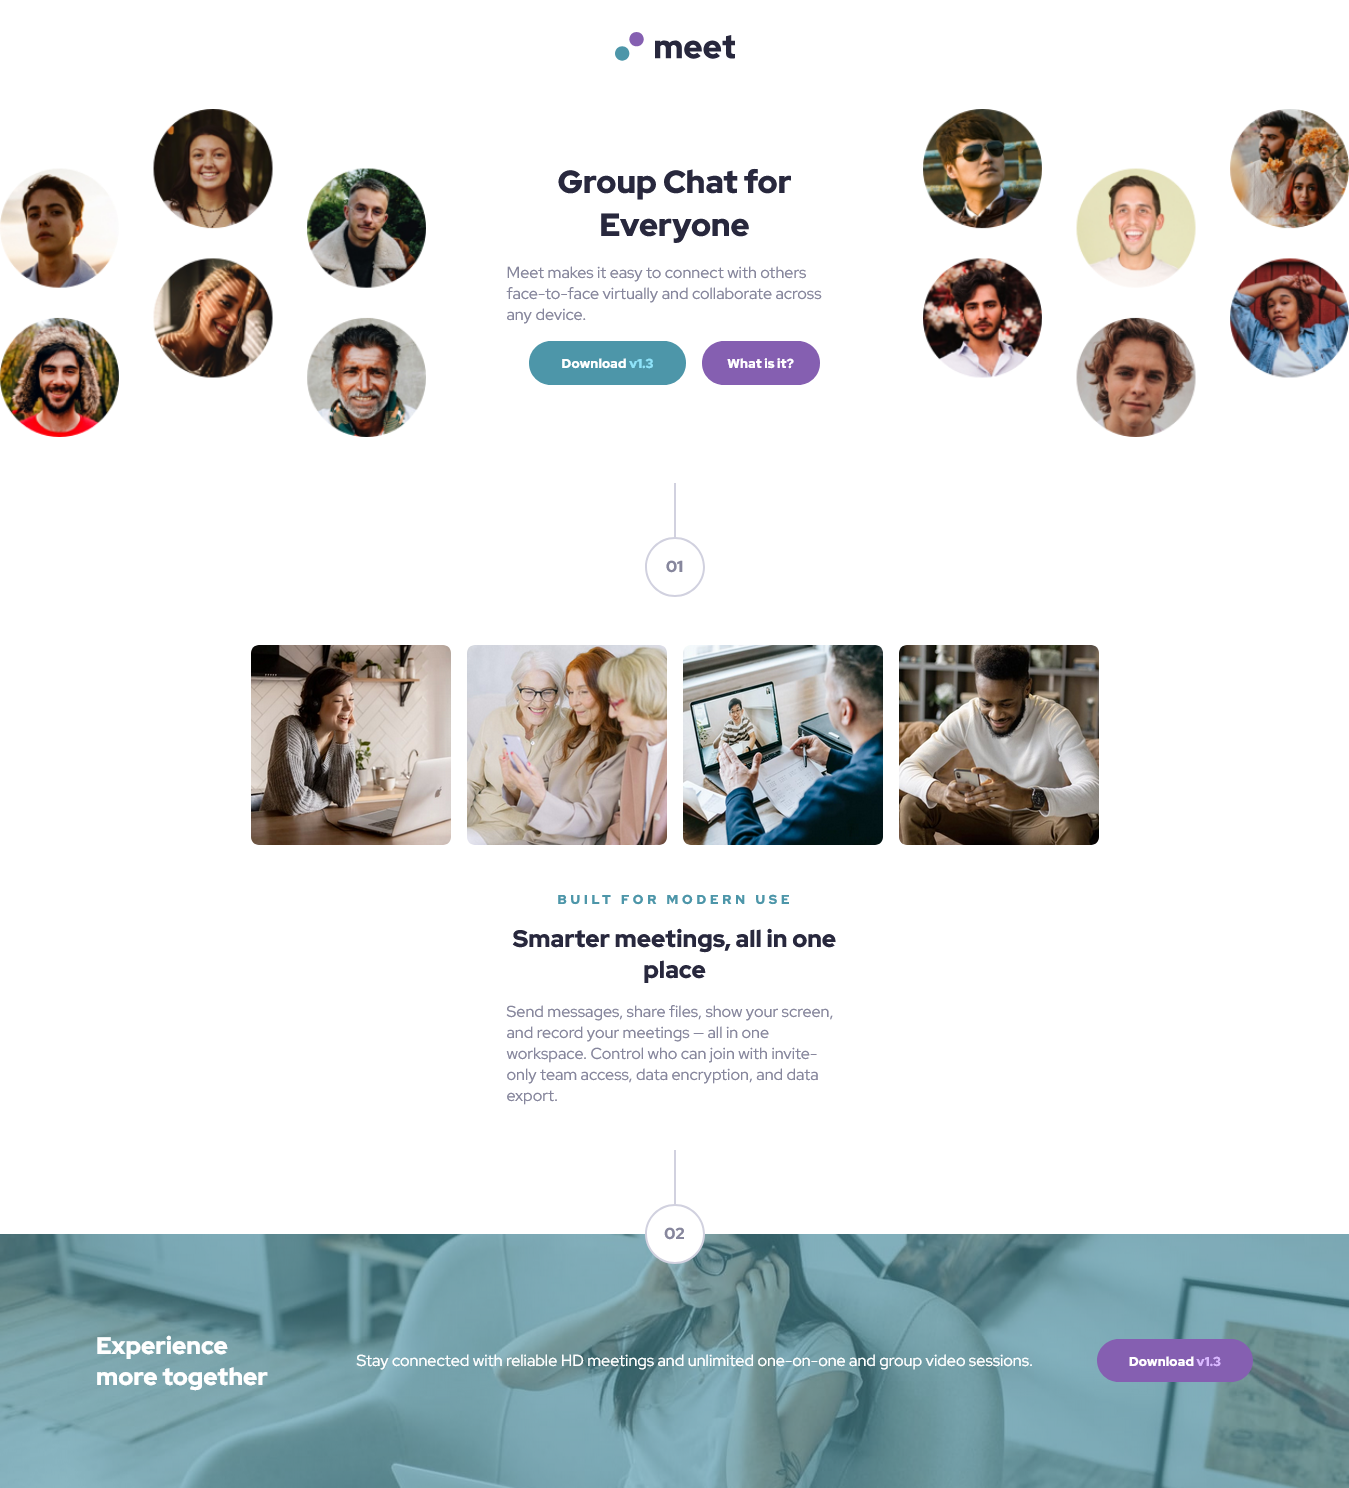 meet
Group Chat for
Everyone
Meet makes it easy to connect with others
face-to-face virtually and collaborate across
any device.
Download v1.3
What is it?
01
BUILT FOR MODERN USE
Smarter meetings, all in one
place
Send messages, share files, show your screen,
and record your meetings — all in one
workspace. Control who can join with invite-
only team access, data encryption, and data
export.
02
Experience
more together
Stay connected with reliable HD meetings and unlimited one-on-one and group video sessions.
Download v1.3